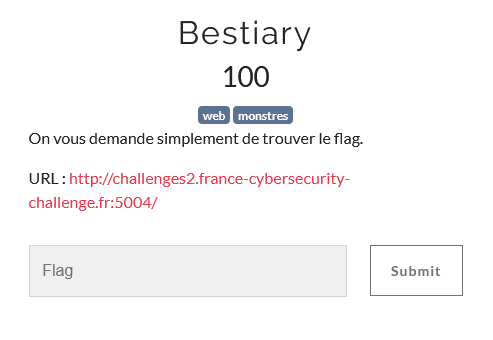 Bestiary
100
web monstres
On vous demande simplement de trouver le flag.
URL : http://challenges2.france-cybersecurity-
challenge.fr:5004/
Flag Submit